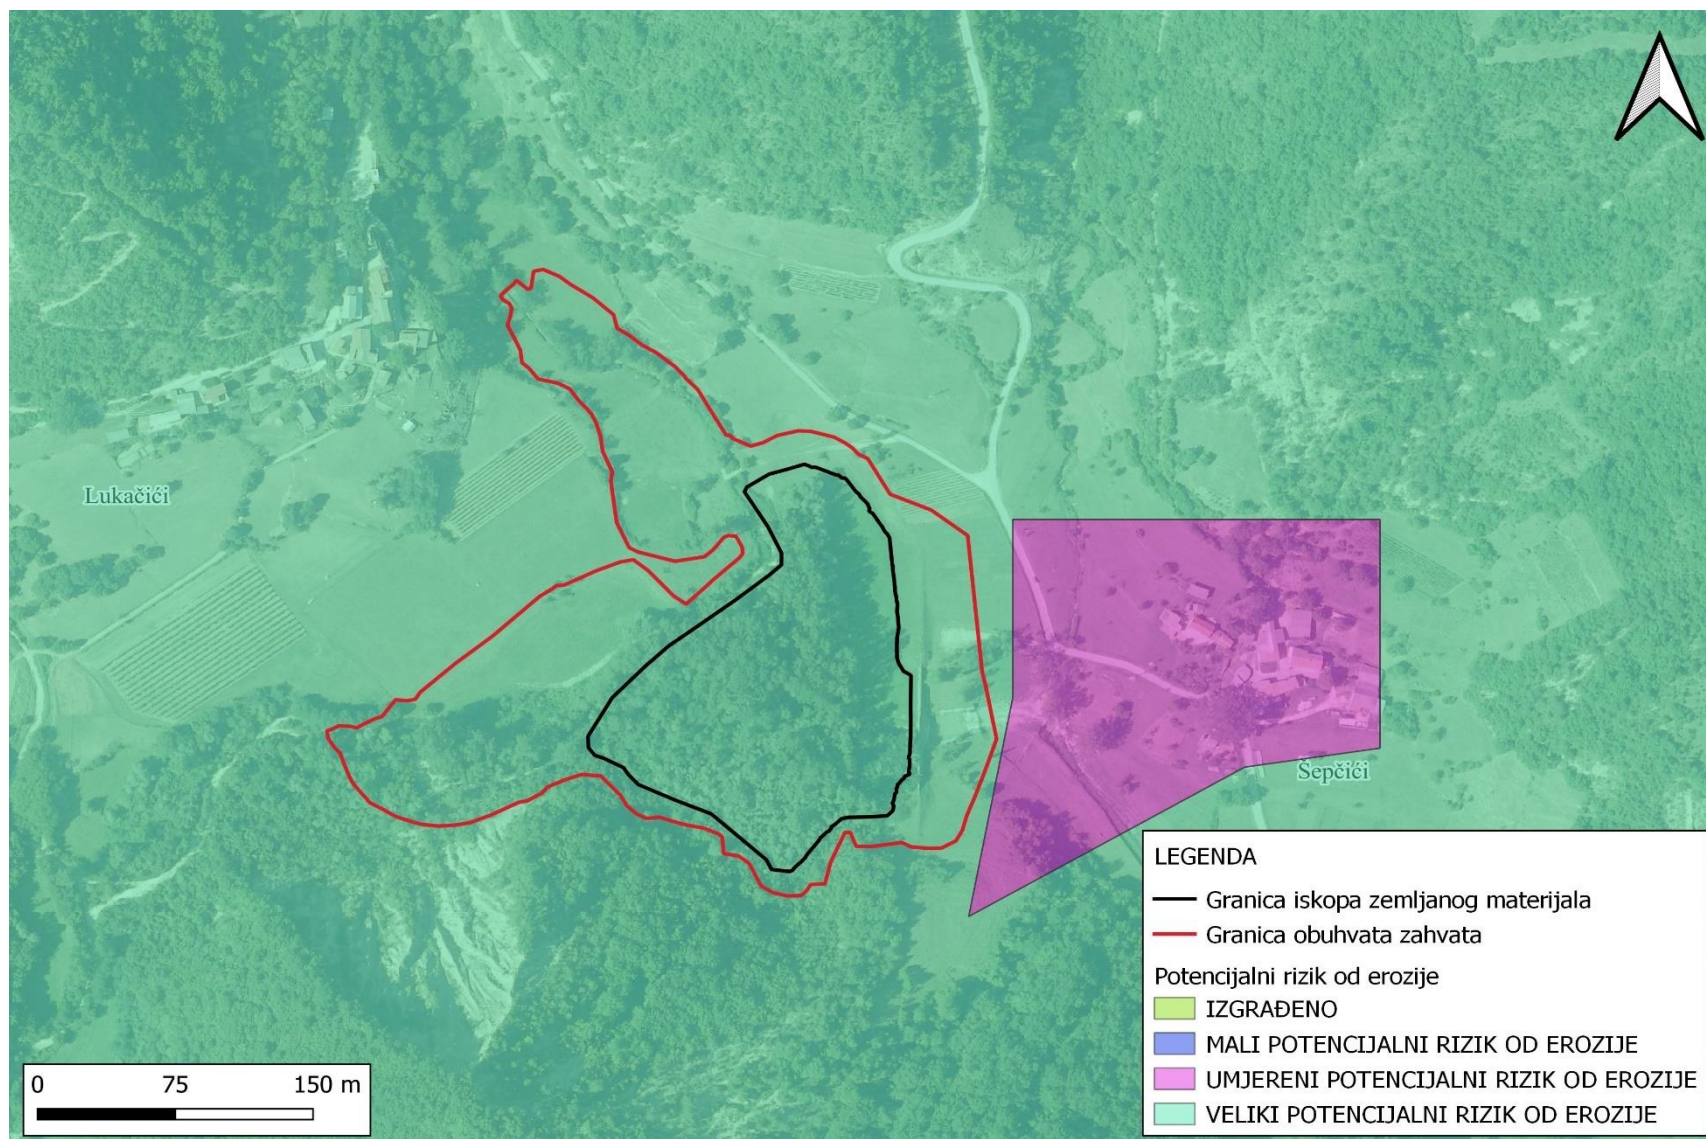 Lukačići
Šepčići
LEGENDA
Granica iskopa zemljanog materijala
Granica obuhvata zahvata
Potencijalni rizik od erozije
IZGRAĐENO
MALI POTENCIJALNI RIZIK OD EROZIJE
UMJERENI POTENCIJALNI RIZIK OD EROZIJE
VELIKI POTENCIJALNI RIZIK OD EROZIJE
0 75 150 m